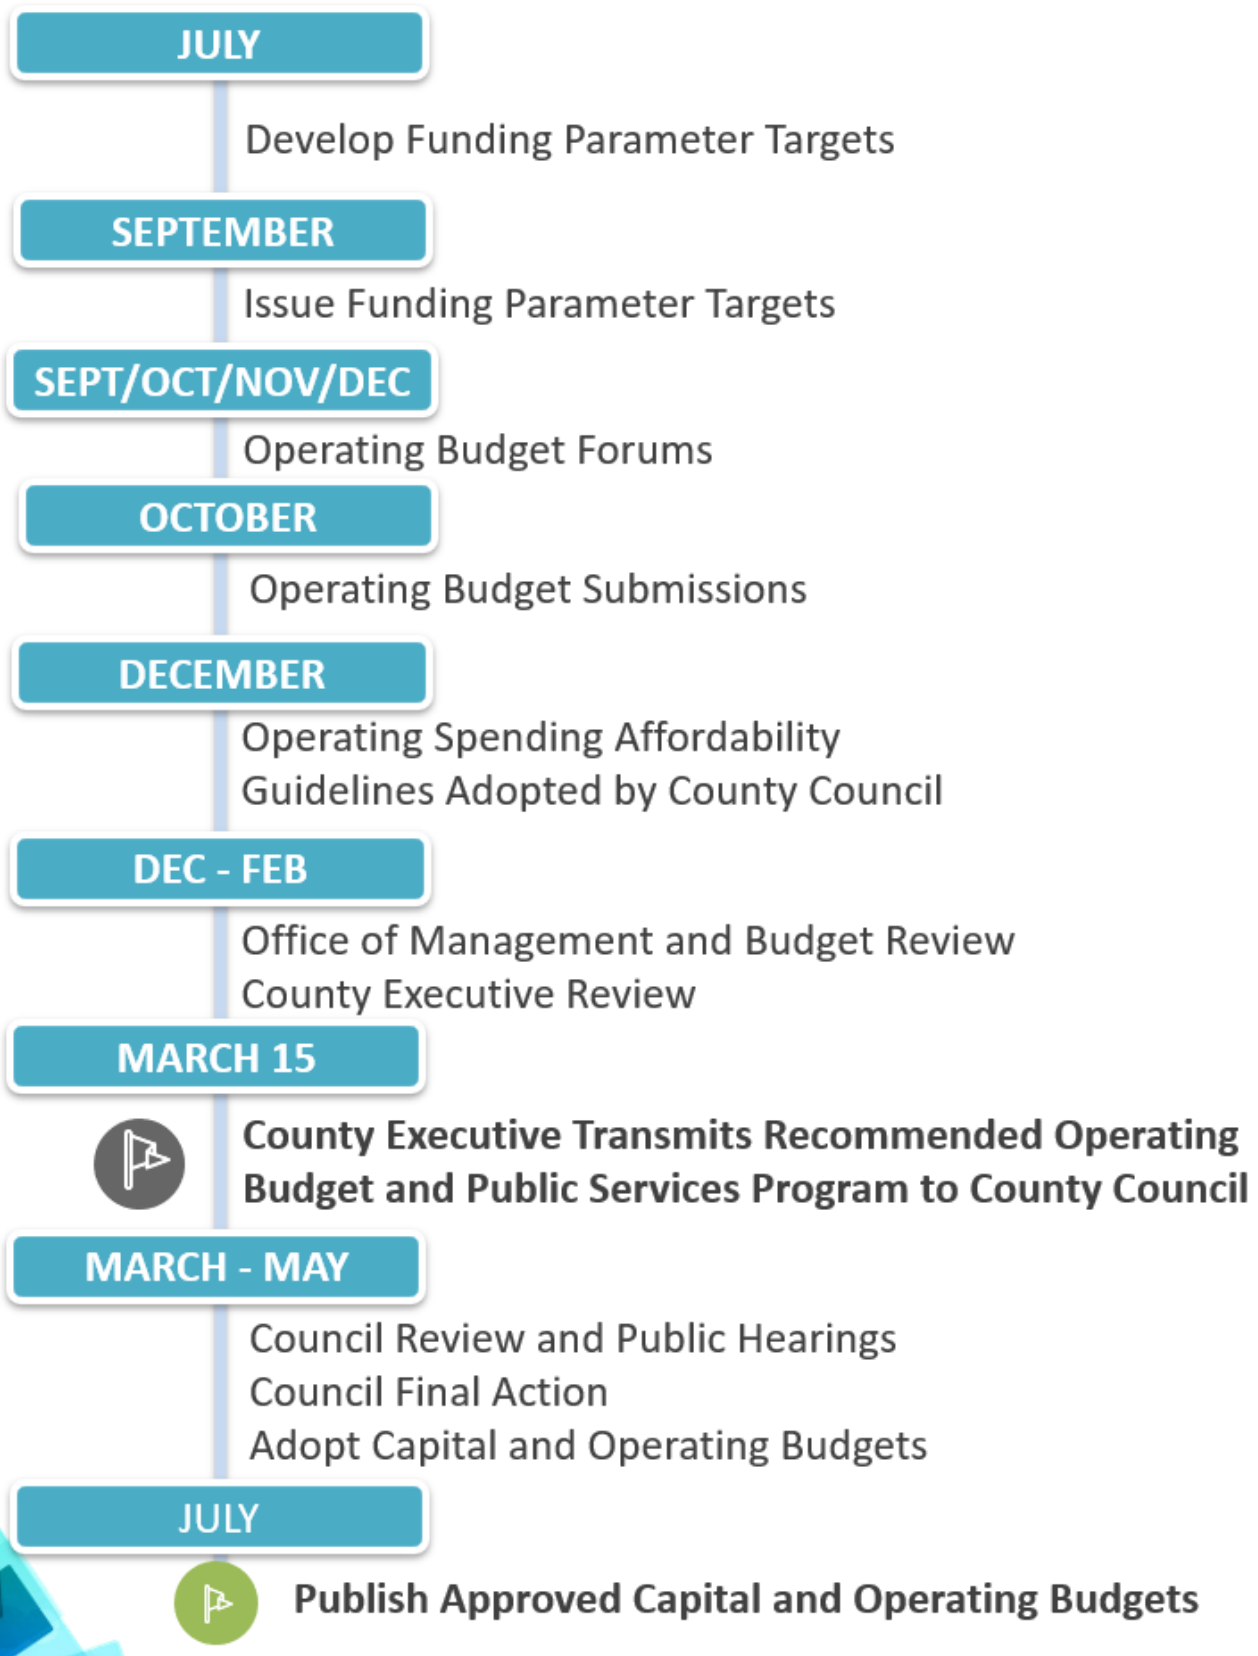 JULY
Develop Funding Parameter Targets
SEPTEMBER
Issue Funding Parameter Targets
SEPT/OCT/NOV/DEC
Operating Budget Forums
OCTOBER
Operating Budget Submissions
DECEMBER
Operating Spending Affordability
Guidelines Adopted by County Council
DEC - FEB
Office of Management and Budget Review
County Executive Review
MARCH 15
County Executive Transmits Recommended Operating
Budget and Public Services Program to County Council
MARCH - MAY
Council Review and Public Hearings
Council Final Action
Adopt Capital and Operating Budgets
JULY
Publish Approved Capital and Operating Budgets